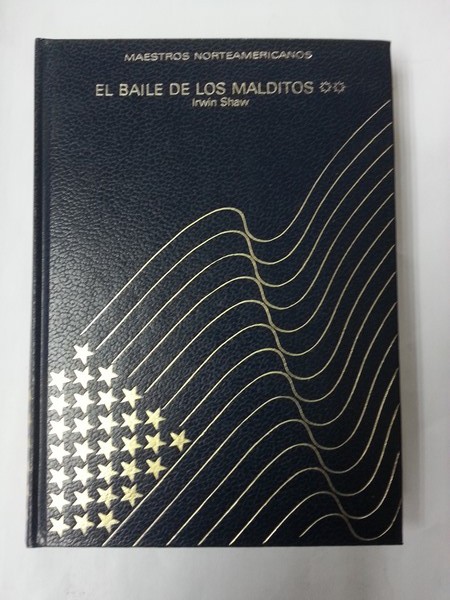 MAESTROS NORTEAMERICANOS
EL BAILE DE LOS MALDITOS ✡✡
Irwin Shaw